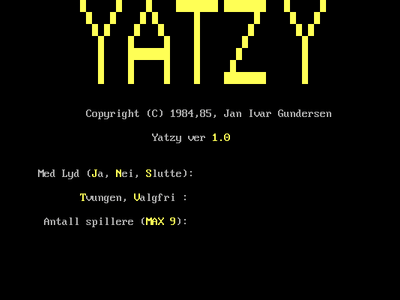 YATZY
Copyright (C) 1984,85, Jan Ivar Gundersen
Yatzy ver 1.0
Med Lyd (Ja, Nei, Slutte):
Tvungen, Valgfri :
Antall spillere (MAX 9):